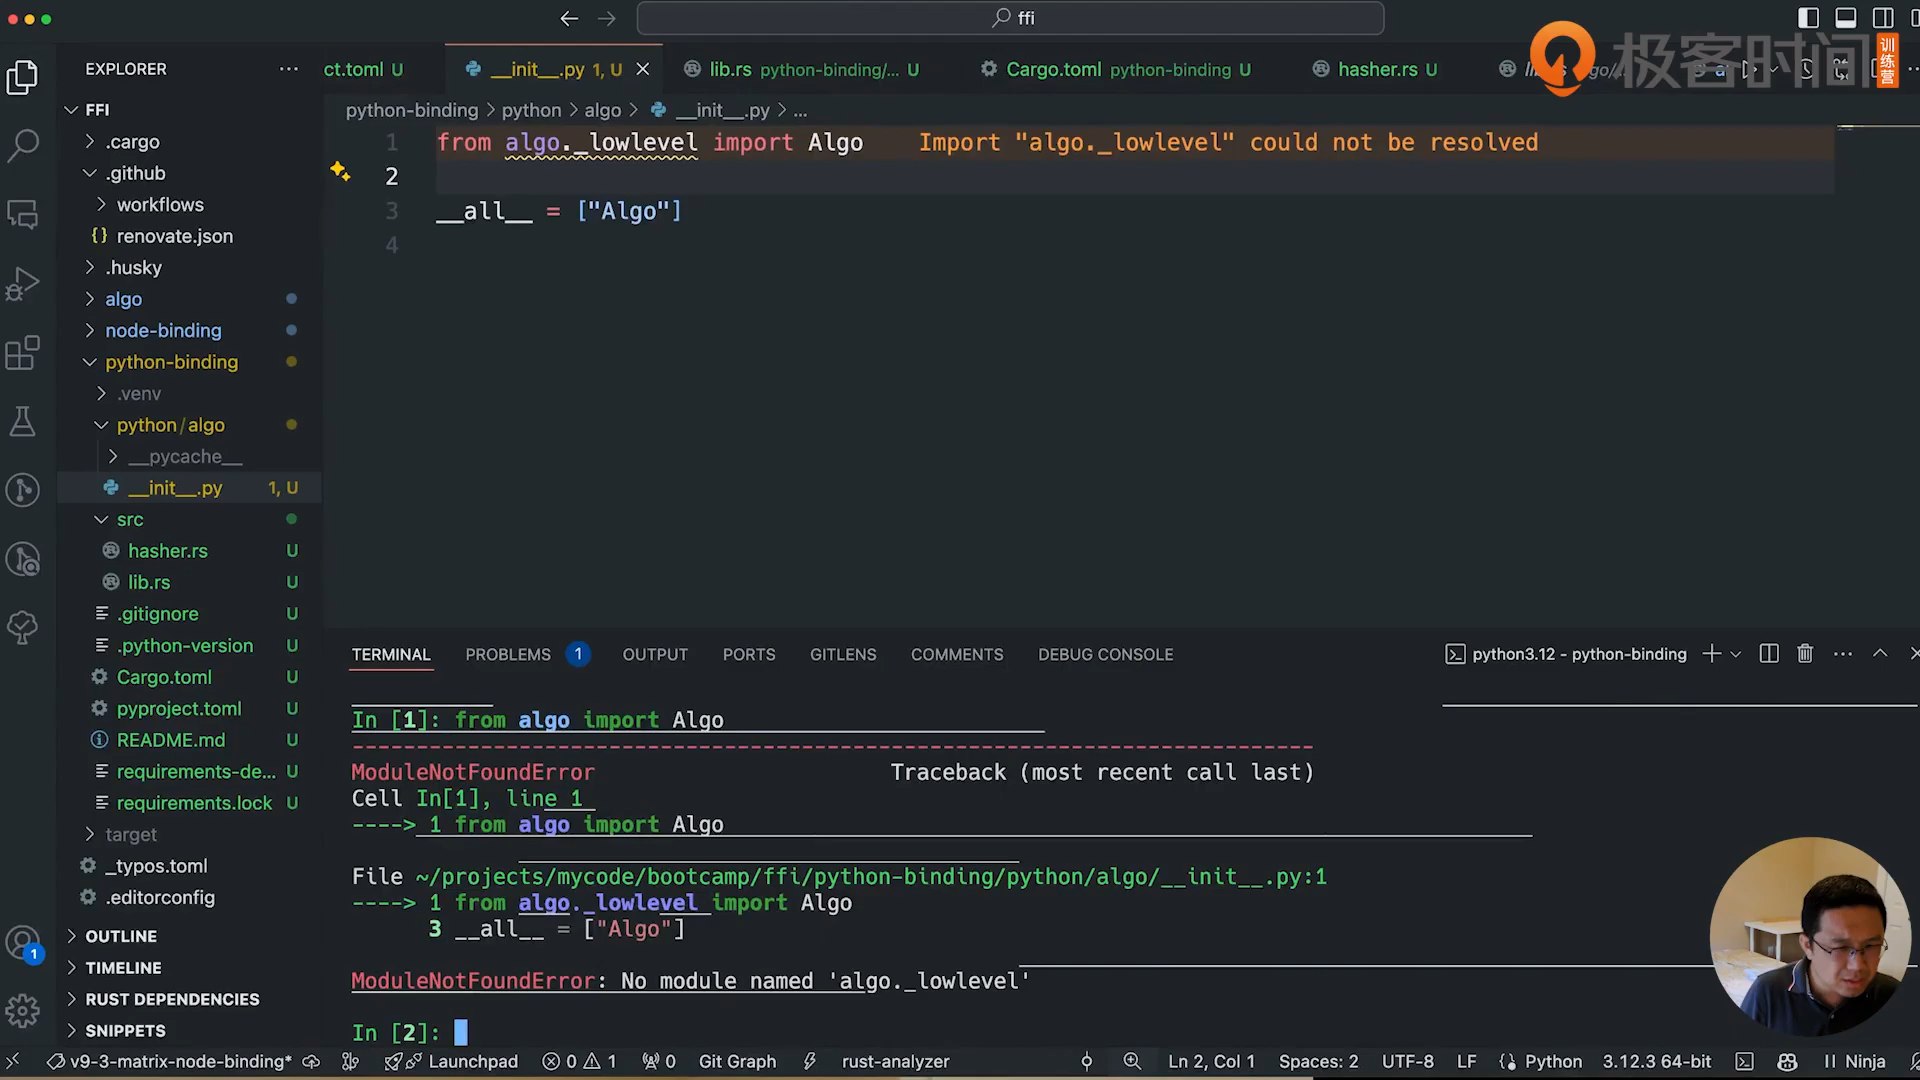 ffi
极客时间 训练营
EXPLORER
ct.toml U
__init__.py 1, U
lib.rs python-binding/... U
Cargo.toml python-binding U
hasher.rs U
FFI
python-binding > python > algo > __init__.py > ...
.cargo
.github
workflows
renovate.json
.husky
algo
node-binding
python-binding
.venv
python/algo
__pycache__
__init__.py 1, U
src
hasher.rs U
lib.rs U
.gitignore U
.python-version U
Cargo.toml U
pyproject.toml U
README.md U
requirements-de... U
requirements.lock U
target
_typos.toml
.editorconfig
OUTLINE
TIMELINE
RUST DEPENDENCIES
SNIPPETS
1 from algo._lowlevel import Algo Import "algo._lowlevel" could not be resolved
2
3 __all__ = ["Algo"]
4
TERMINAL PROBLEMS 1 OUTPUT PORTS GITLENS COMMENTS DEBUG CONSOLE
python3.12 - python-binding
In [1]: from algo import Algo
---------------------------------------------------------------------------
ModuleNotFoundError Traceback (most recent call last)
Cell In[1], line 1
----> 1 from algo import Algo
File ~/projects/mycode/bootcamp/ffi/python-binding/python/algo/__init__.py:1
----> 1 from algo._lowlevel import Algo
3 __all__ = ["Algo"]
ModuleNotFoundError: No module named 'algo._lowlevel'
In [2]:
1
v9-3-matrix-node-binding* Launchpad 0 1 0 Git Graph rust-analyzer Ln 2, Col 1 Spaces: 2 UTF-8 LF Python 3.12.3 64-bit Ninja